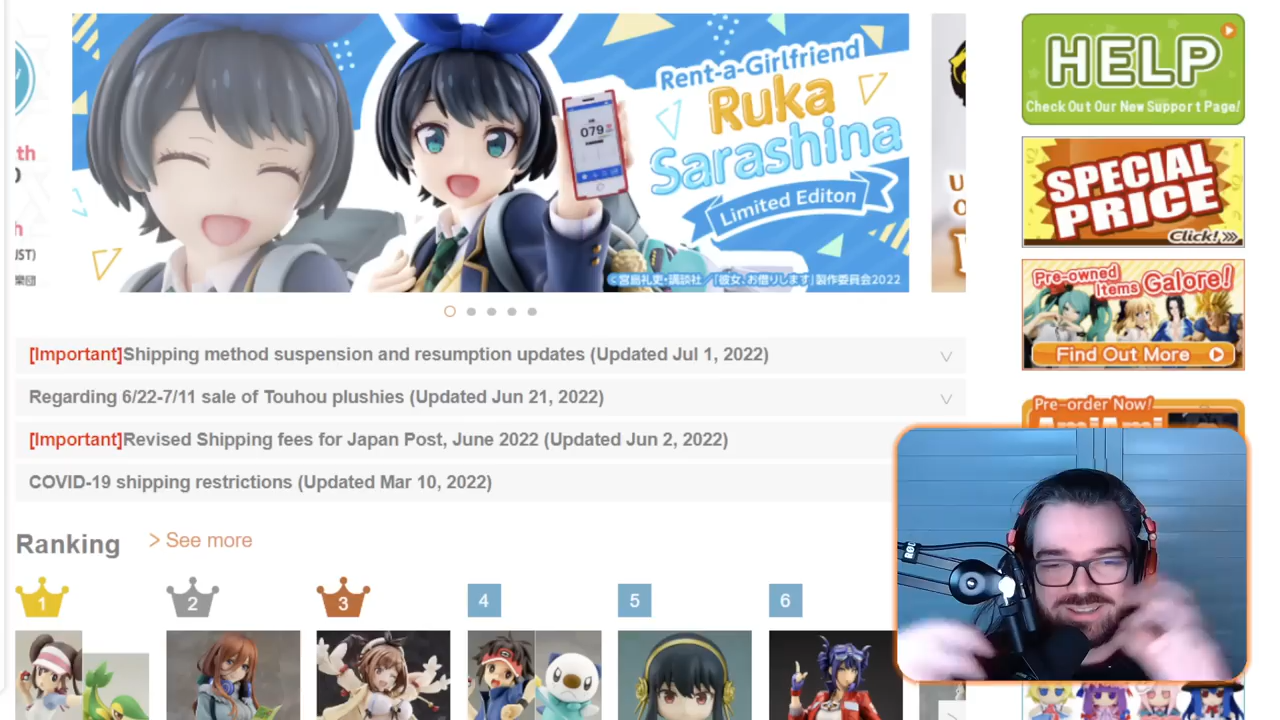 Rent-a-Girlfriend
Ruka
Sarashina
Limited Editon
079
©宮島礼吏・講談社/「彼女、お借りします」製作委員会2022
th
h
JST)
HELP
Check Out Our New Support Page!
SPECIAL
PRICE
Click!
Pre-owned
Items Galore!
Find Out More
Pre-order Now!
AmiAmi
[Important]Shipping method suspension and resumption updates (Updated Jul 1, 2022)
Regarding 6/22-7/11 sale of Touhou plushies (Updated Jun 21, 2022)
[Important]Revised Shipping fees for Japan Post, June 2022 (Updated Jun 2, 2022)
COVID-19 shipping restrictions (Updated Mar 10, 2022)
Ranking > See more
1 2 3 4 5 6